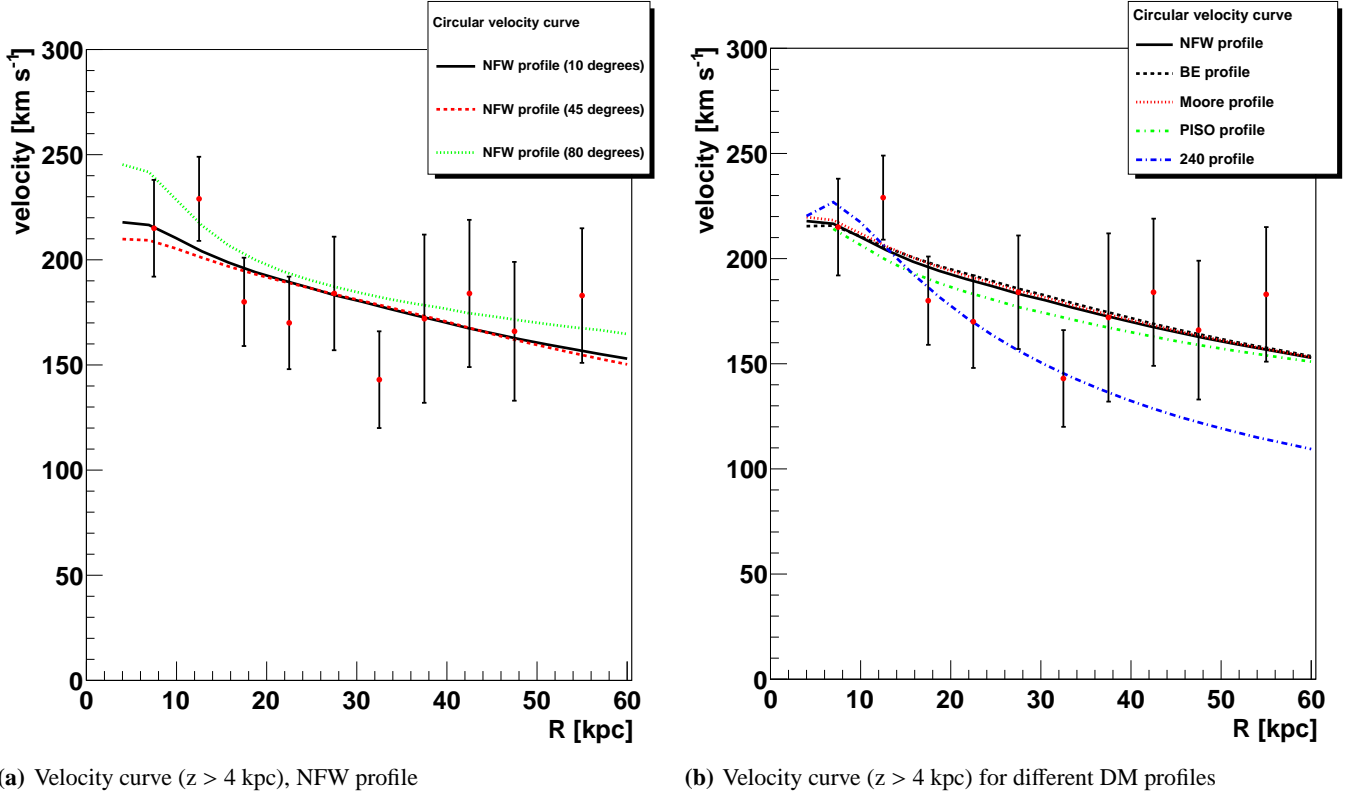 Circular velocity curve
NFW profile (10 degrees)
NFW profile (45 degrees)
NFW profile (80 degrees)
velocity [km s-1]
300
250
200
150
100
50
0
0 10 20 30 40 50 60
R [kpc]
Circular velocity curve
NFW profile
BE profile
Moore profile
PISO profile
240 profile
velocity [km s-1]
300
250
200
150
100
50
0
0 10 20 30 40 50 60
R [kpc]
(a) Velocity curve (z > 4 kpc), NFW profile
(b) Velocity curve (z > 4 kpc) for different DM profiles